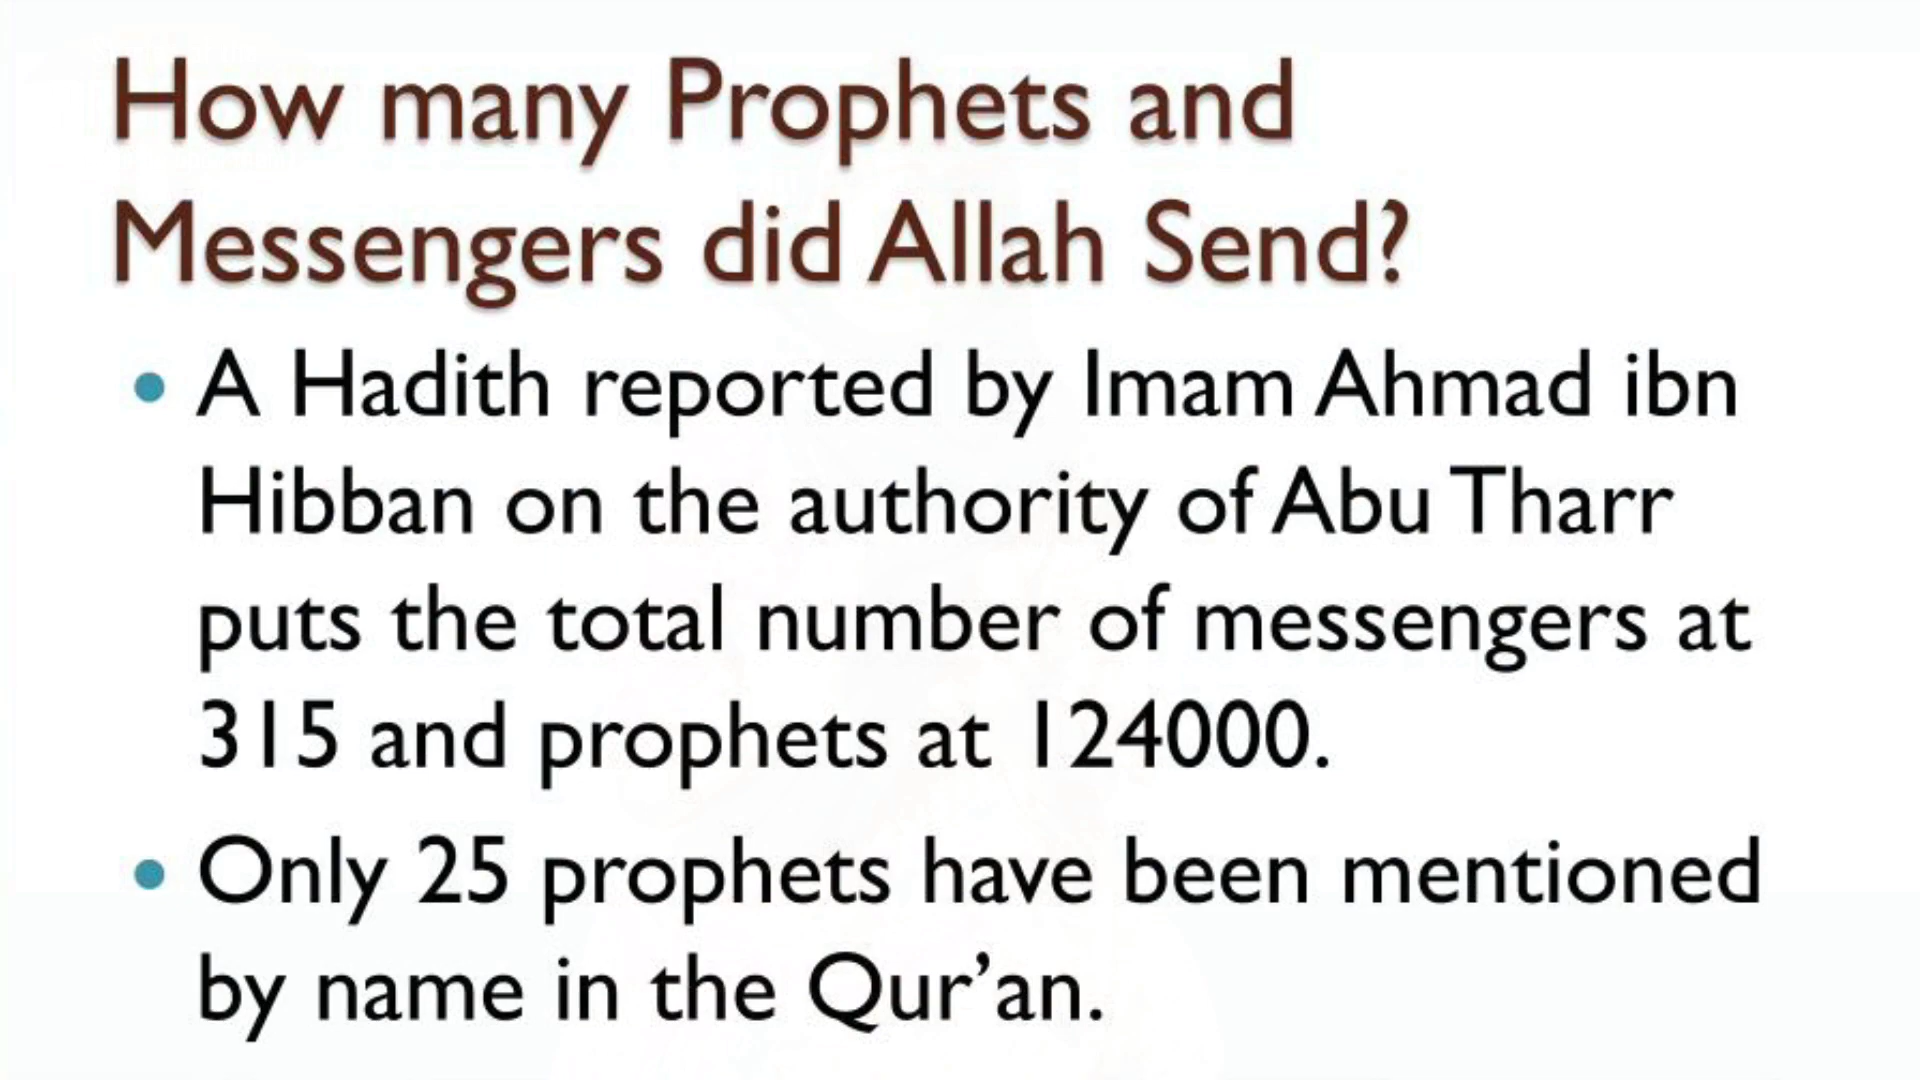 How many Prophets and
Messengers did Allah Send?
• A Hadith reported by Imam Ahmad ibn
Hibban on the authority of Abu Tharr
puts the total number of messengers at
315 and prophets at 124000.
• Only 25 prophets have been mentioned
by name in the Qur’an.